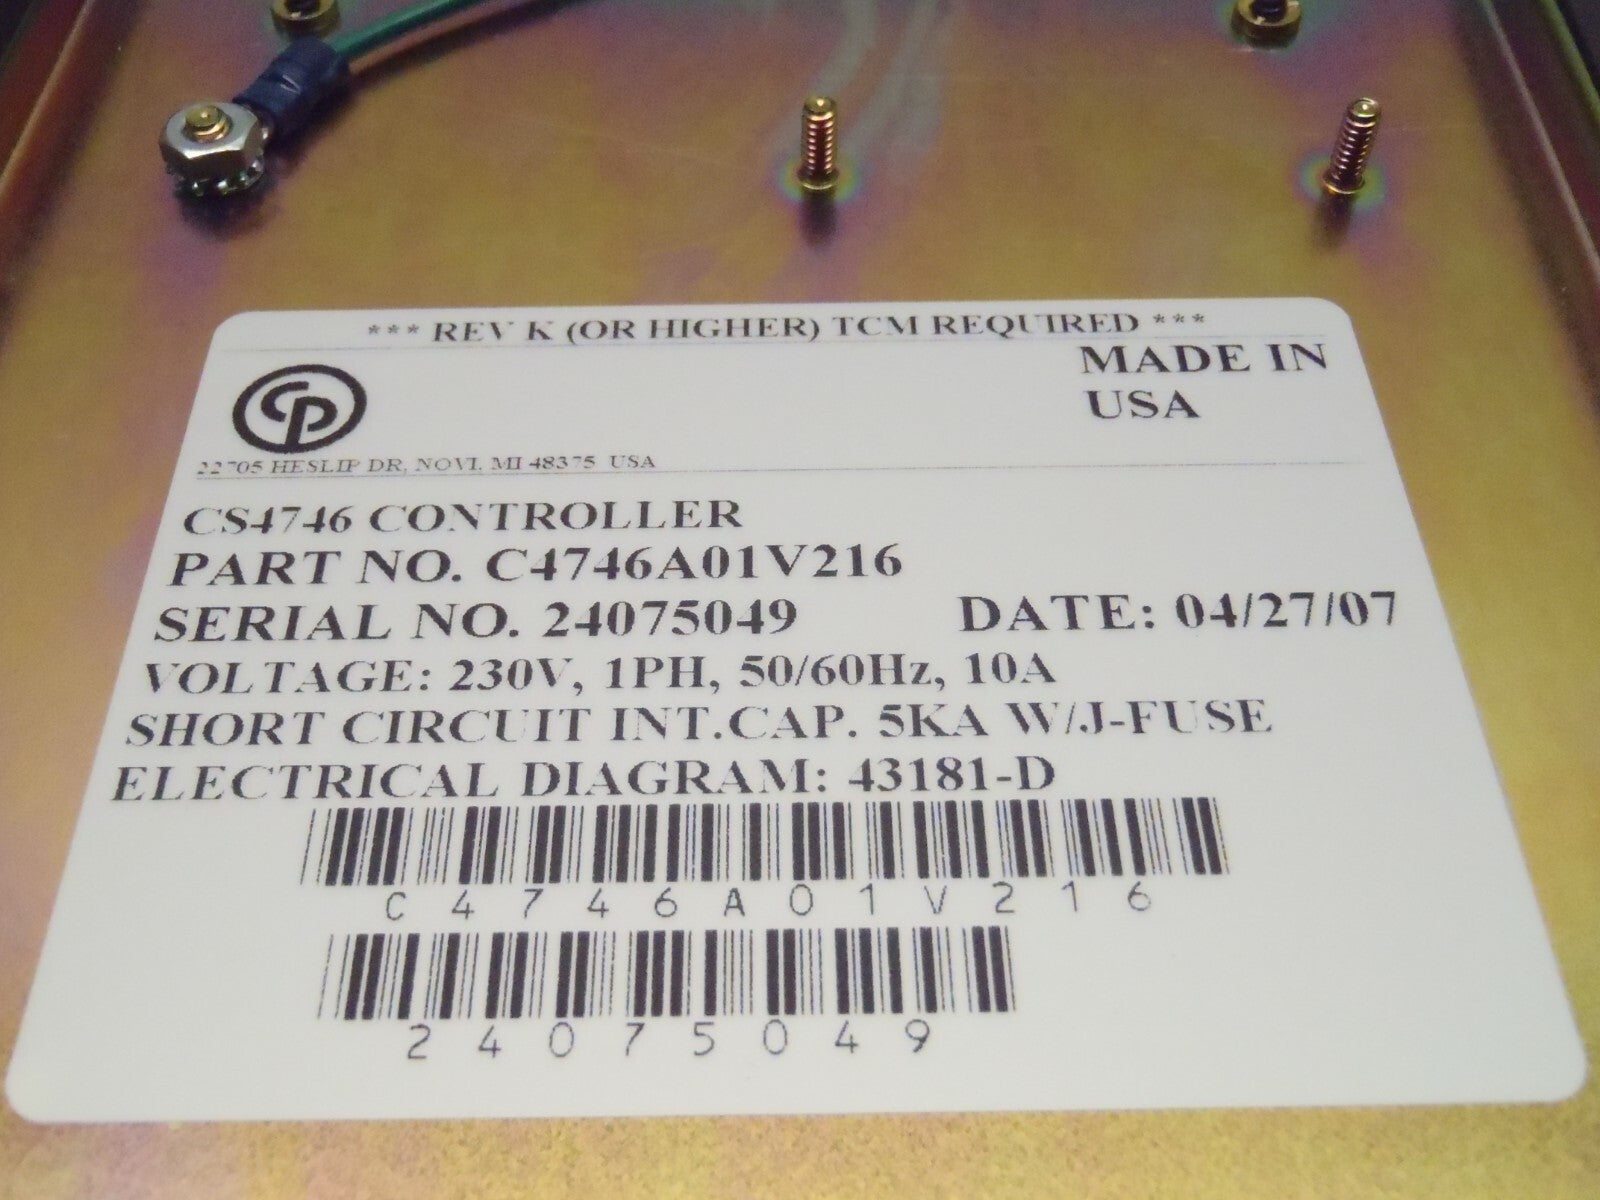 *** REV K (OR HIGHER) TCM REQUIRED ***
MADE IN
USA
CP
22705 HESLIP DR, NOVI, MI 48375 USA
CS4746 CONTROLLER
PART NO. C4746A01V216
SERIAL NO. 24075049 DATE: 04/27/07
VOLTAGE: 230V, 1PH, 50/60Hz, 10A
SHORT CIRCUIT INT.CAP. 5KA W/J-FUSE
ELECTRICAL DIAGRAM: 43181-D
C4746A01V216
24075049